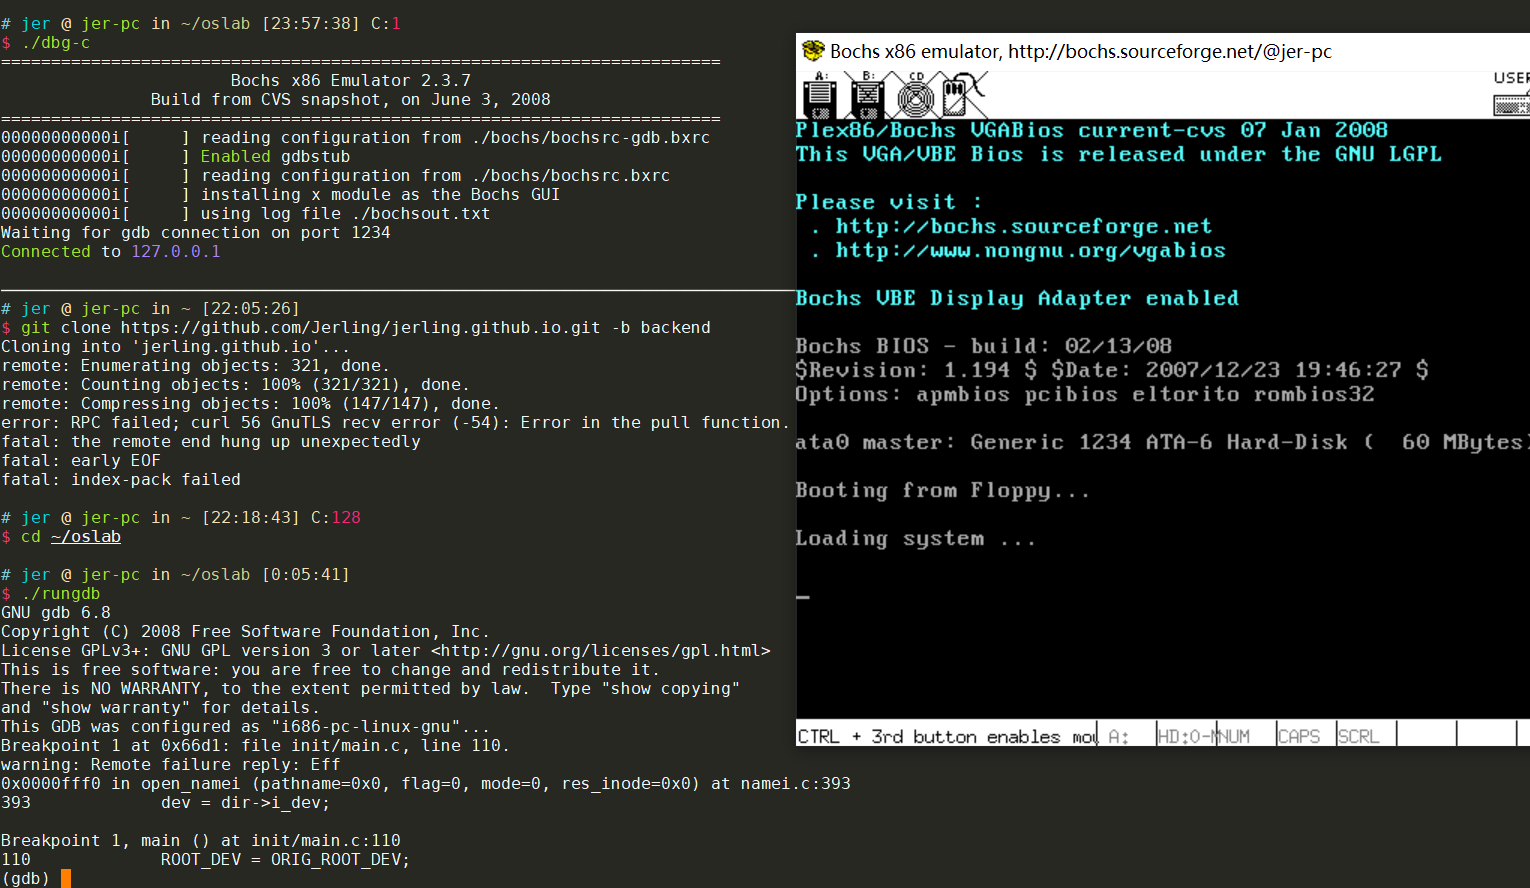 # jer @ jer-pc in ~/oslab [23:57:38] C:1
$ ./dbg-c
========================================================================
Bochs x86 Emulator 2.3.7
Build from CVS snapshot, on June 3, 2008
========================================================================
00000000000i[     ] reading configuration from ./bochs/bochsrc-gdb.bxrc
00000000000i[     ] Enabled gdbstub
00000000000i[     ] reading configuration from ./bochs/bochsrc.bxrc
00000000000i[     ] installing x module as the Bochs GUI
00000000000i[     ] using log file ./bochsout.txt
Waiting for gdb connection on port 1234
Connected to 127.0.0.1
# jer @ jer-pc in ~ [22:05:26]
$ git clone https://github.com/Jerling/jerling.github.io.git -b backend
Cloning into 'jerling.github.io'...
remote: Enumerating objects: 321, done.
remote: Counting objects: 100% (321/321), done.
remote: Compressing objects: 100% (147/147), done.
error: RPC failed; curl 56 GnuTLS recv error (-54): Error in the pull function.
fatal: the remote end hung up unexpectedly
fatal: early EOF
fatal: index-pack failed
# jer @ jer-pc in ~ [22:18:43] C:128
$ cd ~/oslab
# jer @ jer-pc in ~/oslab [0:05:41]
$ ./rungdb
GNU gdb 6.8
Copyright (C) 2008 Free Software Foundation, Inc.
License GPLv3+: GNU GPL version 3 or later <http://gnu.org/licenses/gpl.html>
This is free software: you are free to change and redistribute it.
There is NO WARRANTY, to the extent permitted by law.  Type "show copying"
and "show warranty" for details.
This GDB was configured as "i686-pc-linux-gnu"...
Breakpoint 1 at 0x66d1: file init/main.c, line 110.
warning: Remote failure reply: Eff
0x0000fff0 in open_namei (pathname=0x0, flag=0, mode=0, res_inode=0x0) at namei.c:393
393             dev = dir->i_dev;
Breakpoint 1, main () at init/main.c:110
110             ROOT_DEV = ORIG_ROOT_DEV;
(gdb)
Bochs x86 emulator, http://bochs.sourceforge.net/@jer-pc
A: B: CD USER
Plex86/Bochs VGABios current-cvs 07 Jan 2008
This VGA/VBE Bios is released under the GNU LGPL
Please visit :
. http://bochs.sourceforge.net
. http://www.nongnu.org/vgabios
Bochs VBE Display Adapter enabled
Bochs BIOS - build: 02/13/08
$Revision: 1.194 $ $Date: 2007/12/23 19:46:27 $
Options: apmbios pcibios eltorito rombios32
ata0 master: Generic 1234 ATA-6 Hard-Disk (  60 MBytes)
Booting from Floppy...
Loading system ...
_
CTRL + 3rd button enables mou A: HD:0-M NUM CAPS SCRL